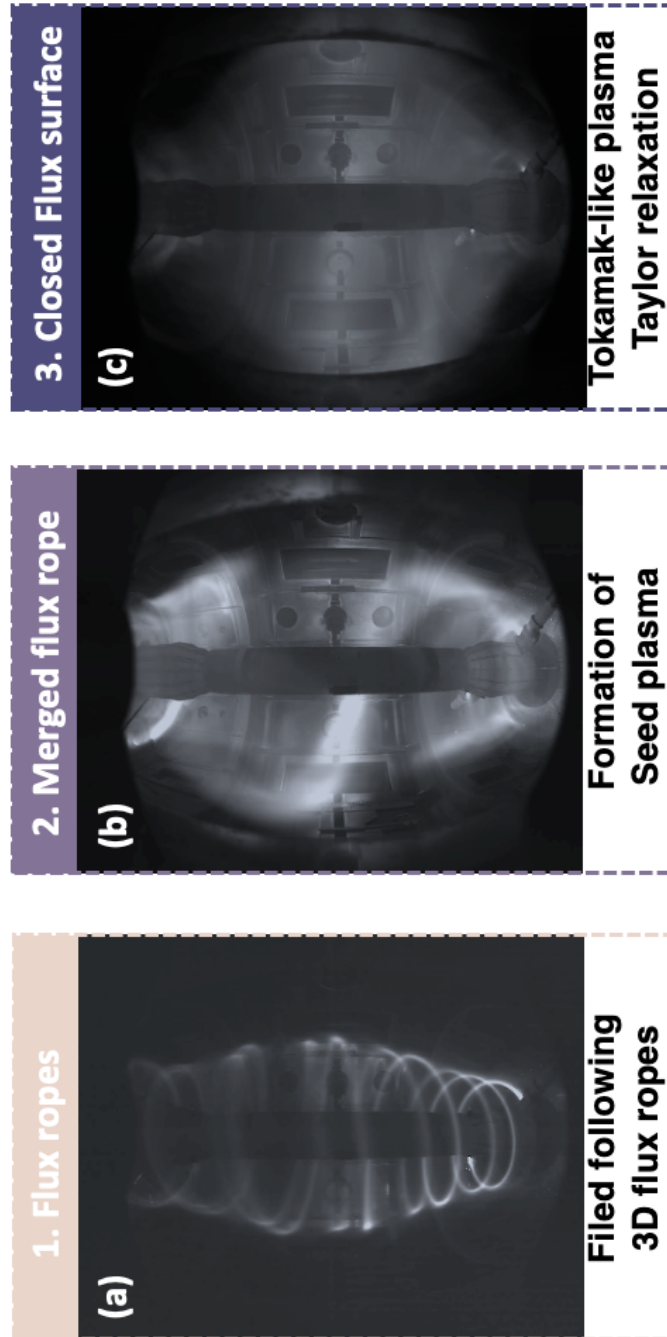 1. Flux ropes
(a)
Filed following
3D flux ropes
2. Merged flux rope
(b)
Formation of
Seed plasma
3. Closed Flux surface
(c)
Tokamak-like plasma
Taylor relaxation